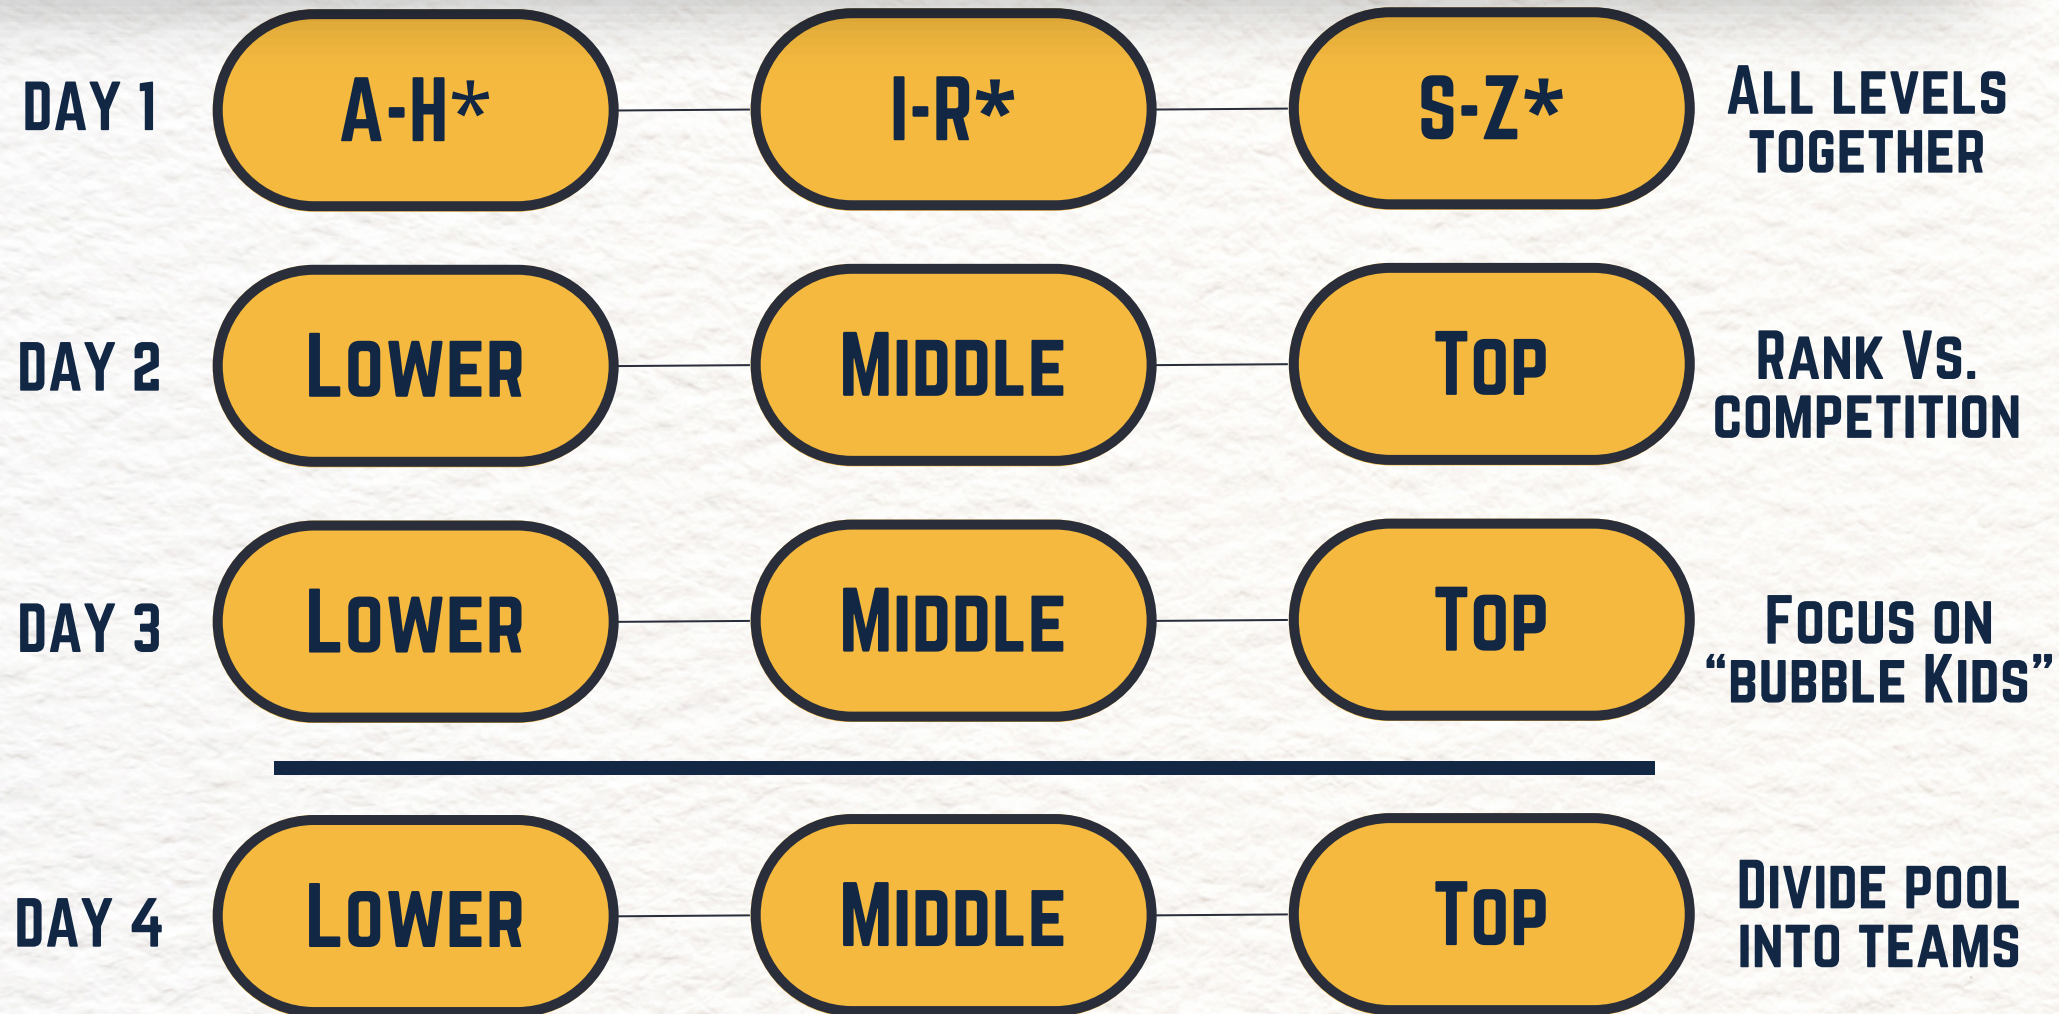 DAY 1
A-H*
I-R*
S-Z*
ALL LEVELS
TOGETHER
DAY 2
LOWER
MIDDLE
TOP
RANK VS.
COMPETITION
DAY 3
LOWER
MIDDLE
TOP
FOCUS ON
“BUBBLE KIDS”
DAY 4
LOWER
MIDDLE
TOP
DIVIDE POOL
INTO TEAMS